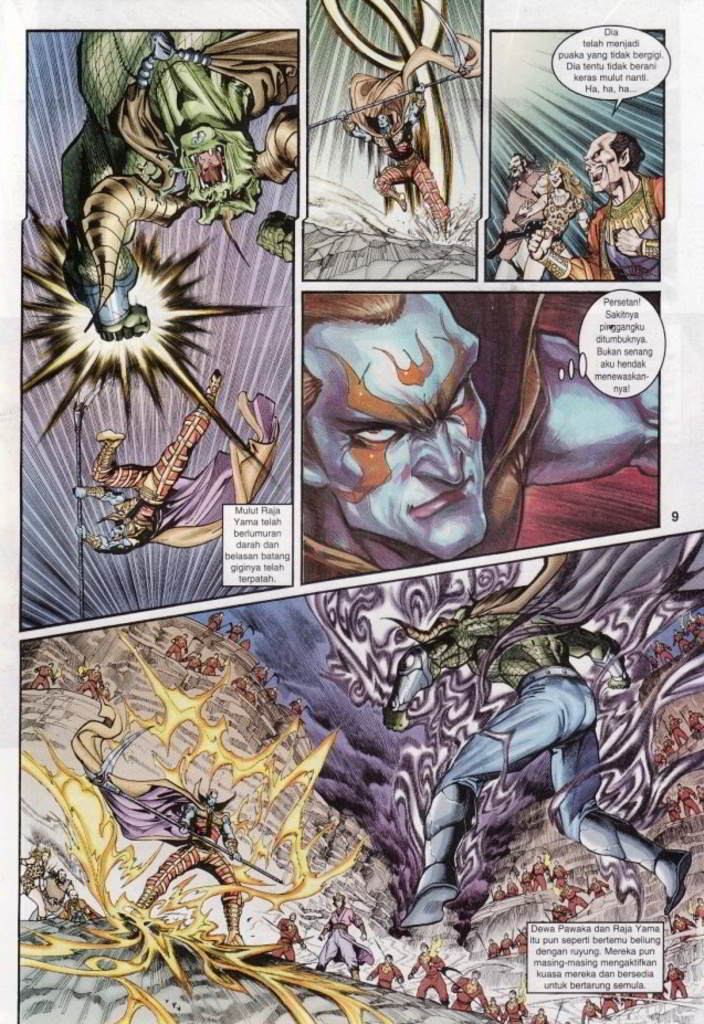 Dia
telah menjadi
puaka yang tidak bergigi.
Dia tentu tidak berani
keras mulut nanti.
Ha, ha, ha...
Persetan!
Sakitnya
pinggangku
ditumbuknya.
Bukan senang
aku hendak
menewaskan-
nya!
Mulut Raja
Yama telah
berlumuran
darah dan
belasan batang
giginya telah
terpatah.
9
Dewa Pawaka dan Raja Yama
itu pun seperti bertemu beliung
dengan ruyung. Mereka pun
masing-masing mengaktifkan
kuasa mereka dan bersedia
untuk bertarung semula.